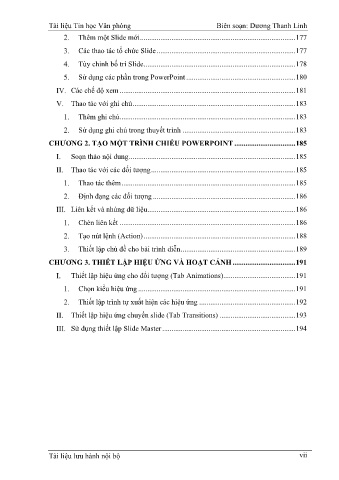 Tài liệu Tin học Văn phòng Biên soạn: Dương Thanh Linh
2. Thêm một Slide mới ........ 177
3. Các thao tác tổ chức Slide ........ 177
4. Tùy chỉnh bố trí Slide ........ 178
5. Sử dụng các phần trong PowerPoint ........ 180
IV. Các chế độ xem ........ 181
V. Thao tác với ghi chú ........ 183
1. Thêm ghi chú ........ 183
2. Sử dụng ghi chú trong thuyết trình ........ 183
CHƯƠNG 2. TẠO MỘT TRÌNH CHIẾU POWERPOINT ........ 185
I. Soạn thảo nội dung ........ 185
II. Thao tác với các đối tượng ........ 185
1. Thao tác thêm ........ 185
2. Định dạng các đối tượng ........ 186
III. Liên kết và nhúng dữ liệu ........ 186
1. Chèn liên kết ........ 186
2. Tạo nút lệnh (Action) ........ 188
3. Thiết lập chủ đề cho bài trình diễn ........ 189
CHƯƠNG 3. THIẾT LẬP HIỆU ỨNG VÀ HOẠT CẢNH ........ 191
I. Thiết lập hiệu ứng cho đối tượng (Tab Animations) ........ 191
1. Chọn kiểu hiệu ứng ........ 191
2. Thiết lập trình tự xuất hiện các hiệu ứng ........ 192
II. Thiết lập hiệu ứng chuyển slide (Tab Transitions) ........ 193
III. Sử dụng thiết lập Slide Master ........ 194
Tài liệu lưu hành nội bộ vii